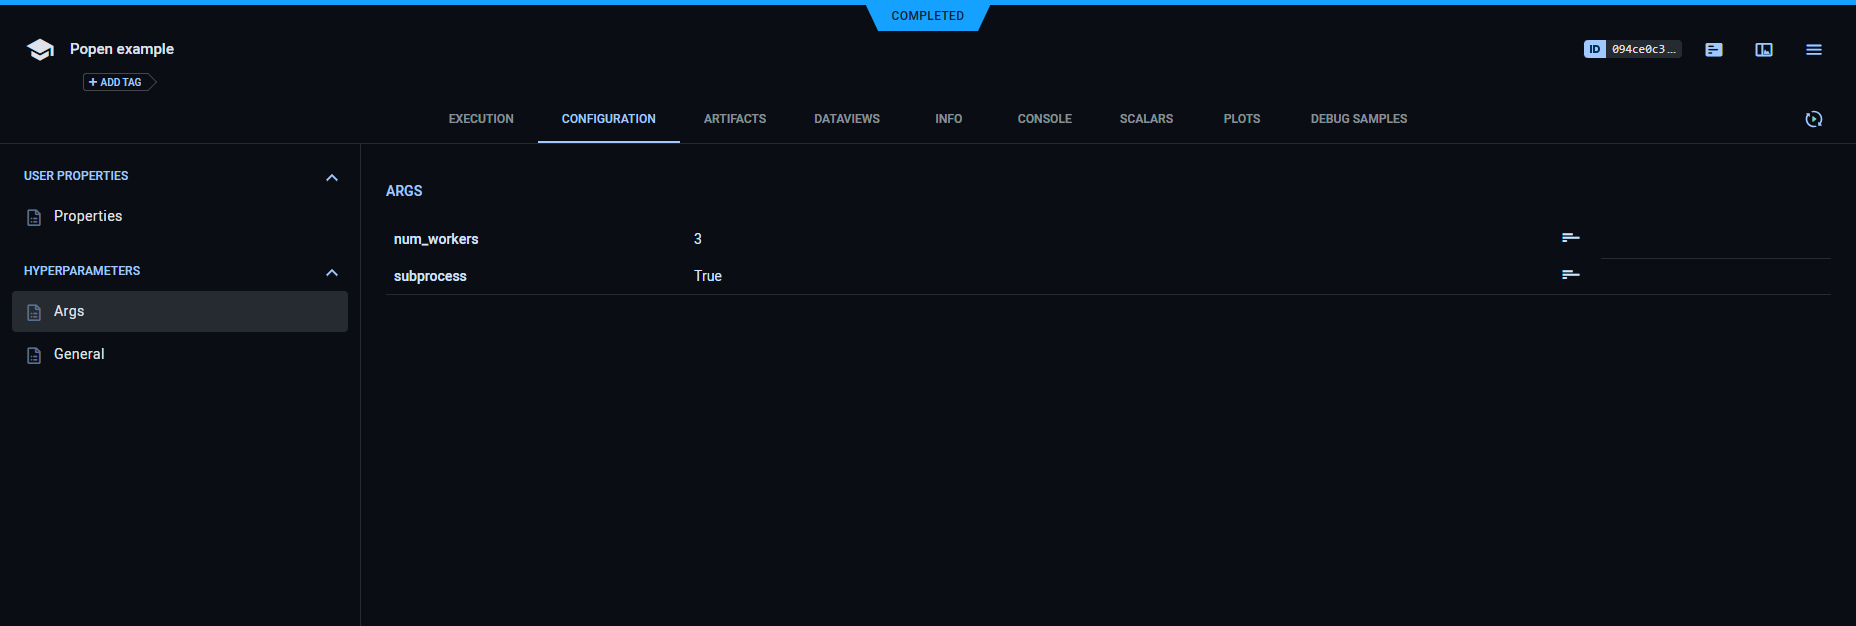 COMPLETED
Popen example
ID 094ce0c3...
+ ADD TAG
EXECUTION CONFIGURATION ARTIFACTS DATAVIEWS INFO CONSOLE SCALARS PLOTS DEBUG SAMPLES
USER PROPERTIES
Properties
HYPERPARAMETERS
Args
General
ARGS
num_workers 3
subprocess True